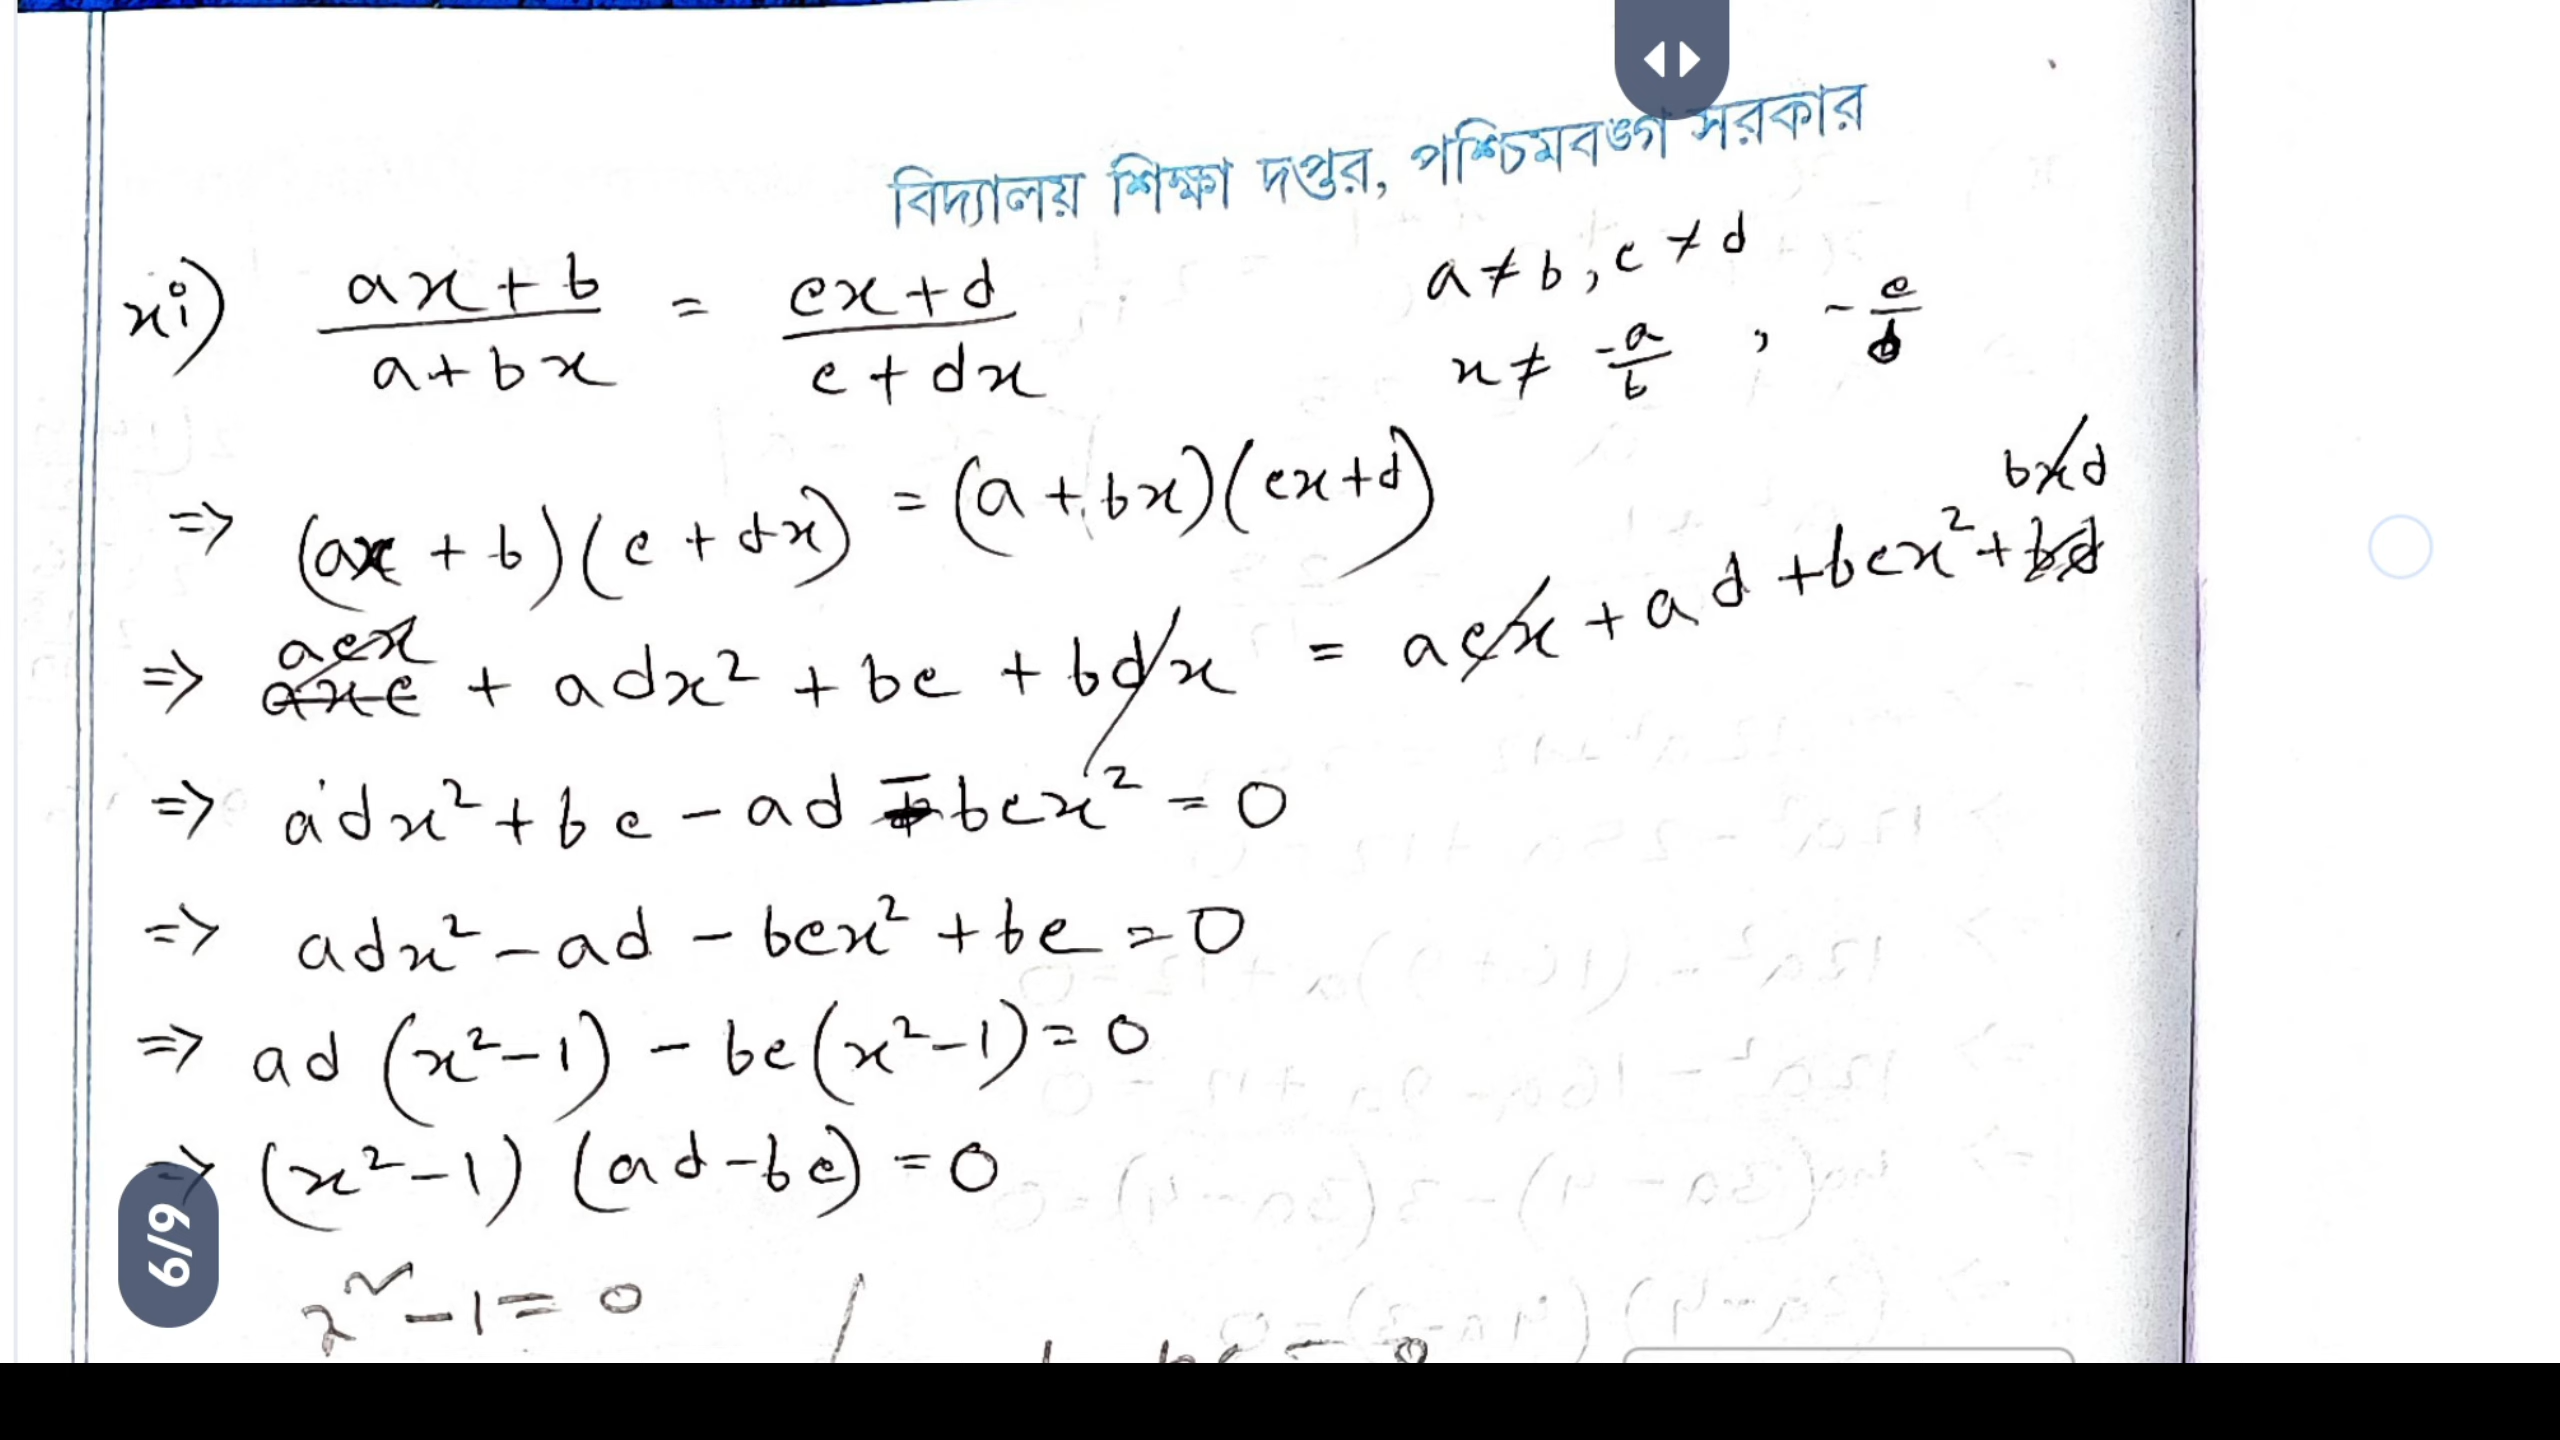 বিদ্যালয় শিক্ষা দপ্তর, পশ্চিমবঙ্গ সরকার
xi) (ax+b)/(a+bx) = (cx+d)/(c+dx)
a≠b, c≠d
x≠ -a/b , -c/d
=> (ax+b)(c+dx) = (a+bx)(cx+d)
=> acx + adx² + bc + bdx = acx + ad + bcx² + bxd
=> adx² + bc - ad - bcx² = 0
=> adx² - ad - bcx² + bc = 0
=> ad(x²-1) - bc(x²-1) = 0
=> (x²-1) (ad-bc) = 0
x²-1 = 0
6/9